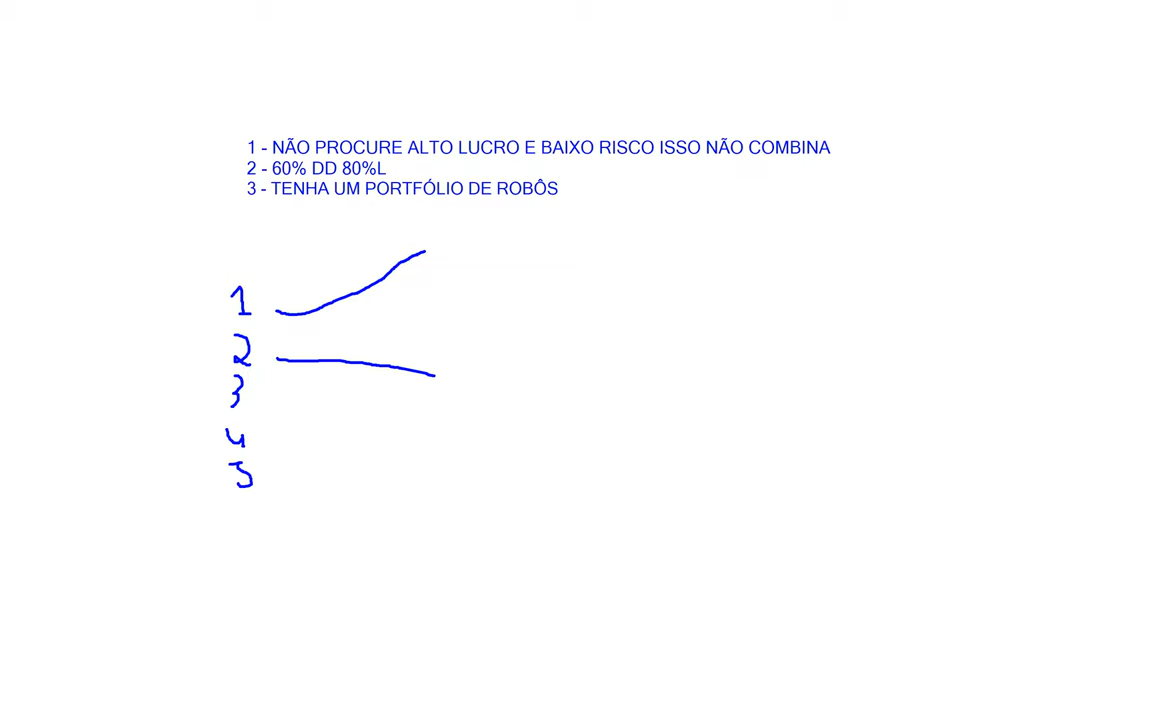 1 - NÃO PROCURE ALTO LUCRO E BAIXO RISCO ISSO NÃO COMBINA
2 - 60% DD 80%L
3 - TENHA UM PORTFÓLIO DE ROBÔS
1
2
3
4
5